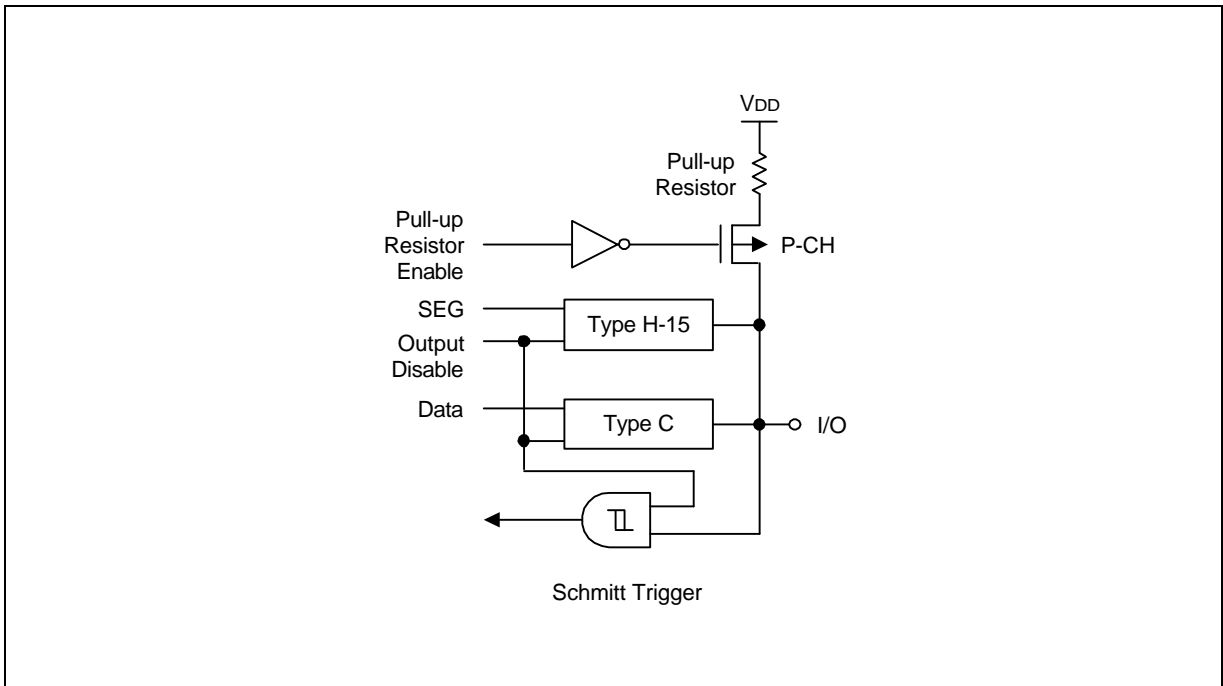 VDD
Pull-up
Resistor
Pull-up
Resistor
Enable
P-CH
SEG
Type H-15
Output
Disable
Data
Type C
I/O
Schmitt Trigger